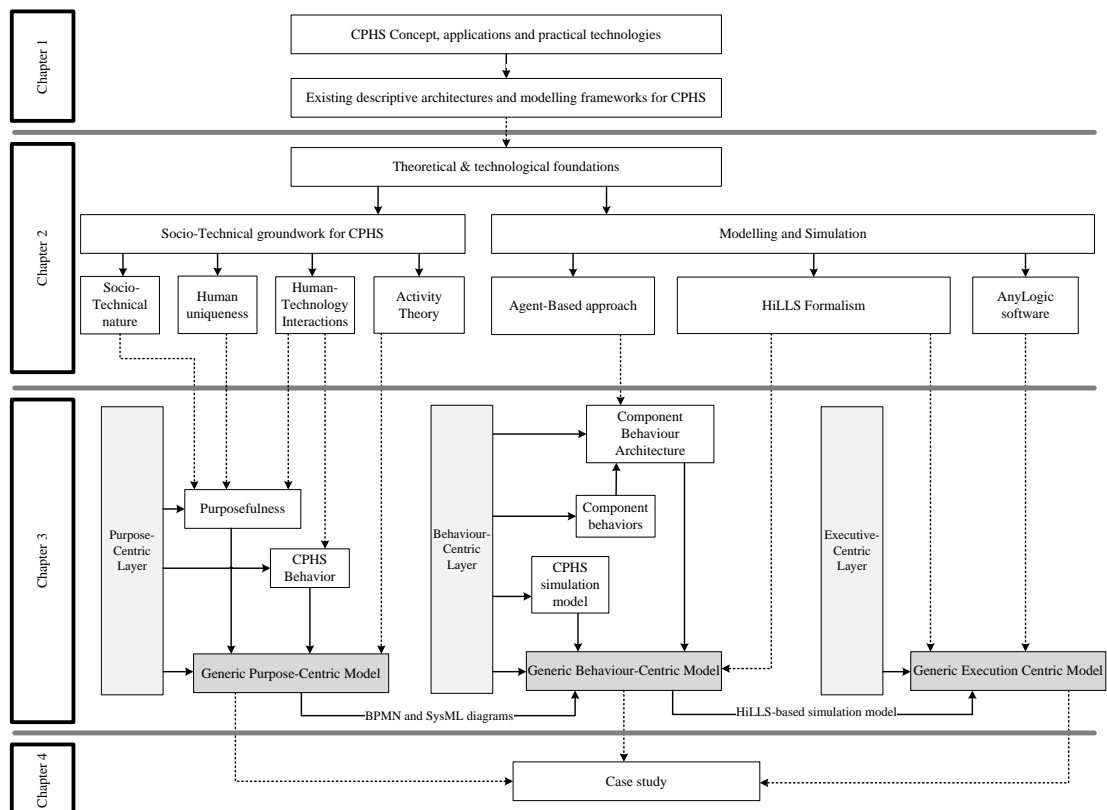 Chapter 1
CPHS Concept, applications and practical technologies
Existing descriptive architectures and modelling frameworks for CPHS
Chapter 2
Theoretical & technological foundations
Socio-Technical groundwork for CPHS
Modelling and Simulation
Socio-
Technical
nature
Human
uniqueness
Human-
Technology
Interactions
Activity
Theory
Agent-Based approach
HiLLS Formalism
AnyLogic
software
Chapter 3
Purpose-
Centric
Layer
Purposefulness
CPHS
Behavior
Generic Purpose-Centric Model
BPMN and SysML diagrams
Behaviour-
Centric
Layer
Component
Behaviour
Architecture
Component
behaviors
CPHS
simulation
model
Generic Behaviour-Centric Model
HiLLS-based simulation model
Executive-
Centric
Layer
Generic Execution Centric Model
Chapter 4
Case study